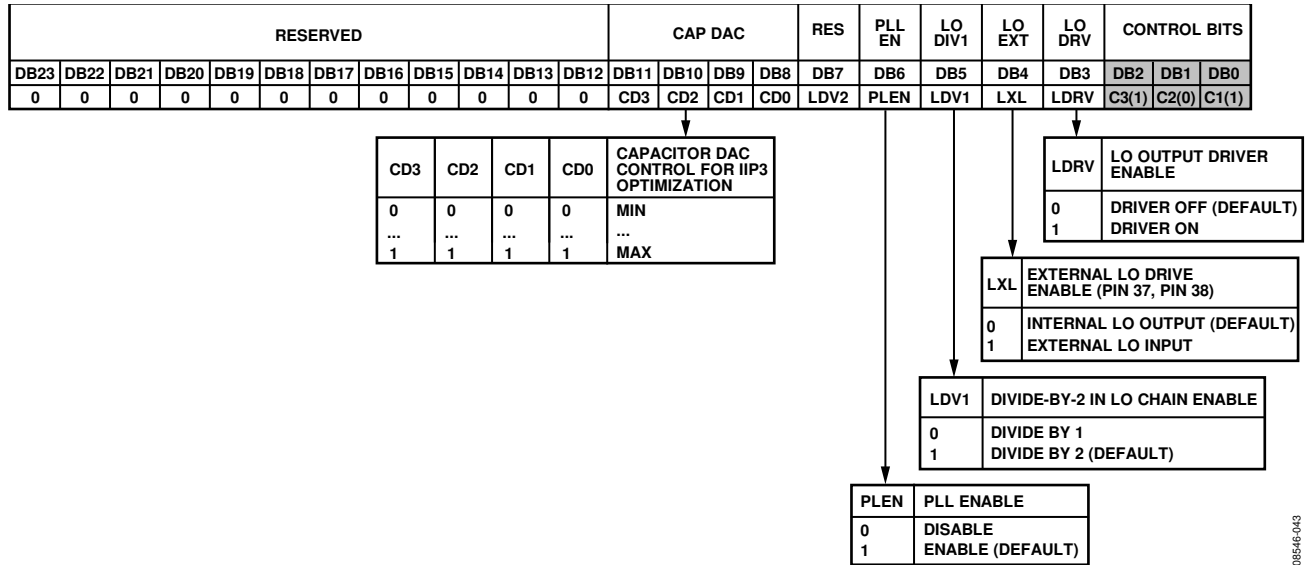 RESERVED CAP DAC RES PLL EN LO DIV1 LO EXT LO DRV CONTROL BITS
DB23 DB22 DB21 DB20 DB19 DB18 DB17 DB16 DB15 DB14 DB13 DB12 DB11 DB10 DB9 DB8 DB7 DB6 DB5 DB4 DB3 DB2 DB1 DB0
0 0 0 0 0 0 0 0 0 0 0 0 CD3 CD2 CD1 CD0 LDV2 PLEN LDV1 LXL LDRV C3(1) C2(0) C1(1)
CD3 CD2 CD1 CD0 CAPACITOR DAC
CONTROL FOR IIP3
OPTIMIZATION
0 0 0 0 MIN
... ... ... ... ...
1 1 1 1 MAX
LDRV LO OUTPUT DRIVER
ENABLE
0 DRIVER OFF (DEFAULT)
1 DRIVER ON
LXL EXTERNAL LO DRIVE
ENABLE (PIN 37, PIN 38)
0 INTERNAL LO OUTPUT (DEFAULT)
1 EXTERNAL LO INPUT
LDV1 DIVIDE-BY-2 IN LO CHAIN ENABLE
0 DIVIDE BY 1
1 DIVIDE BY 2 (DEFAULT)
PLEN PLL ENABLE
0 DISABLE
1 ENABLE (DEFAULT)
08546-043